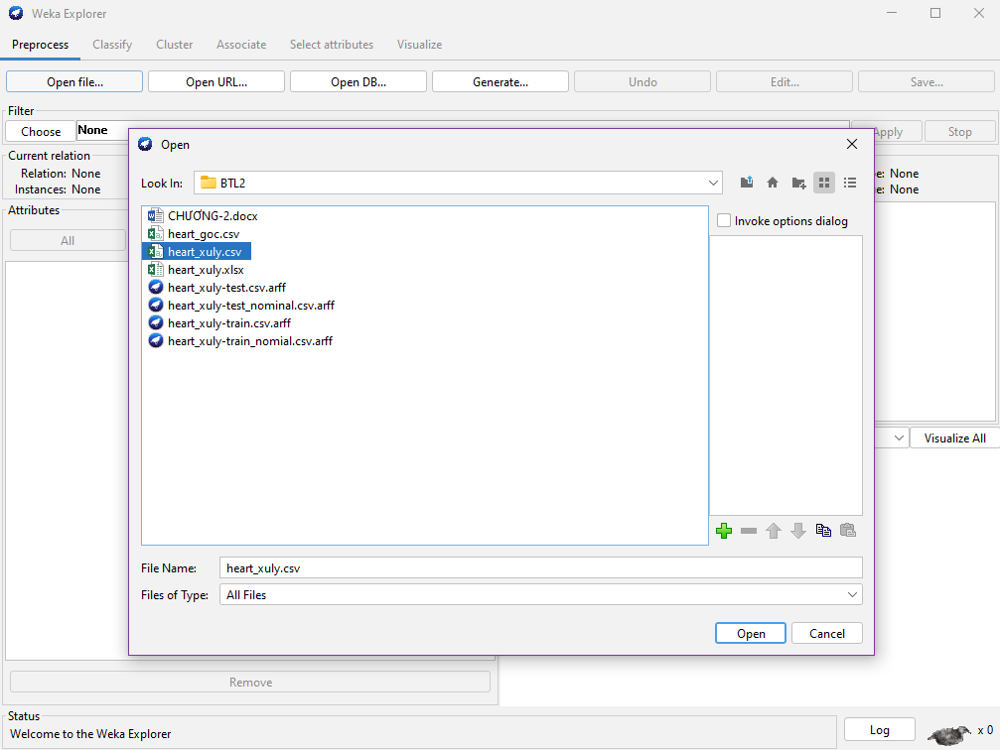 Weka Explorer
Preprocess Classify Cluster Associate Select attributes Visualize
Open file... Open URL... Open DB... Generate... Undo Edit... Save...
Filter
Choose None Apply Stop
Current relation
Relation: None
Instances: None
None
None
Attributes
All
Visualize All
Remove
Status
Welcome to the Weka Explorer
Log
x 0
Open
Look In: BTL2
CHƯƠNG-2.docx
heart_goc.csv
heart_xuly.csv
heart_xuly.xlsx
heart_xuly-test.csv.arff
heart_xuly-test_nominal.csv.arff
heart_xuly-train.csv.arff
heart_xuly-train_nomial.csv.arff
Invoke options dialog
File Name: heart_xuly.csv
Files of Type: All Files
Open Cancel